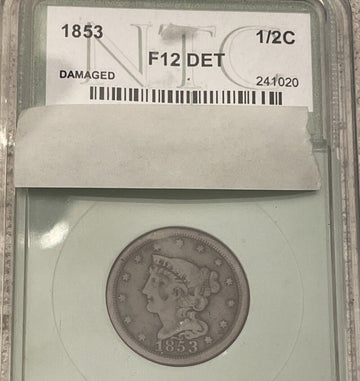 1853 1/2C
F12 DET
DAMAGED 241020
NTC
1853